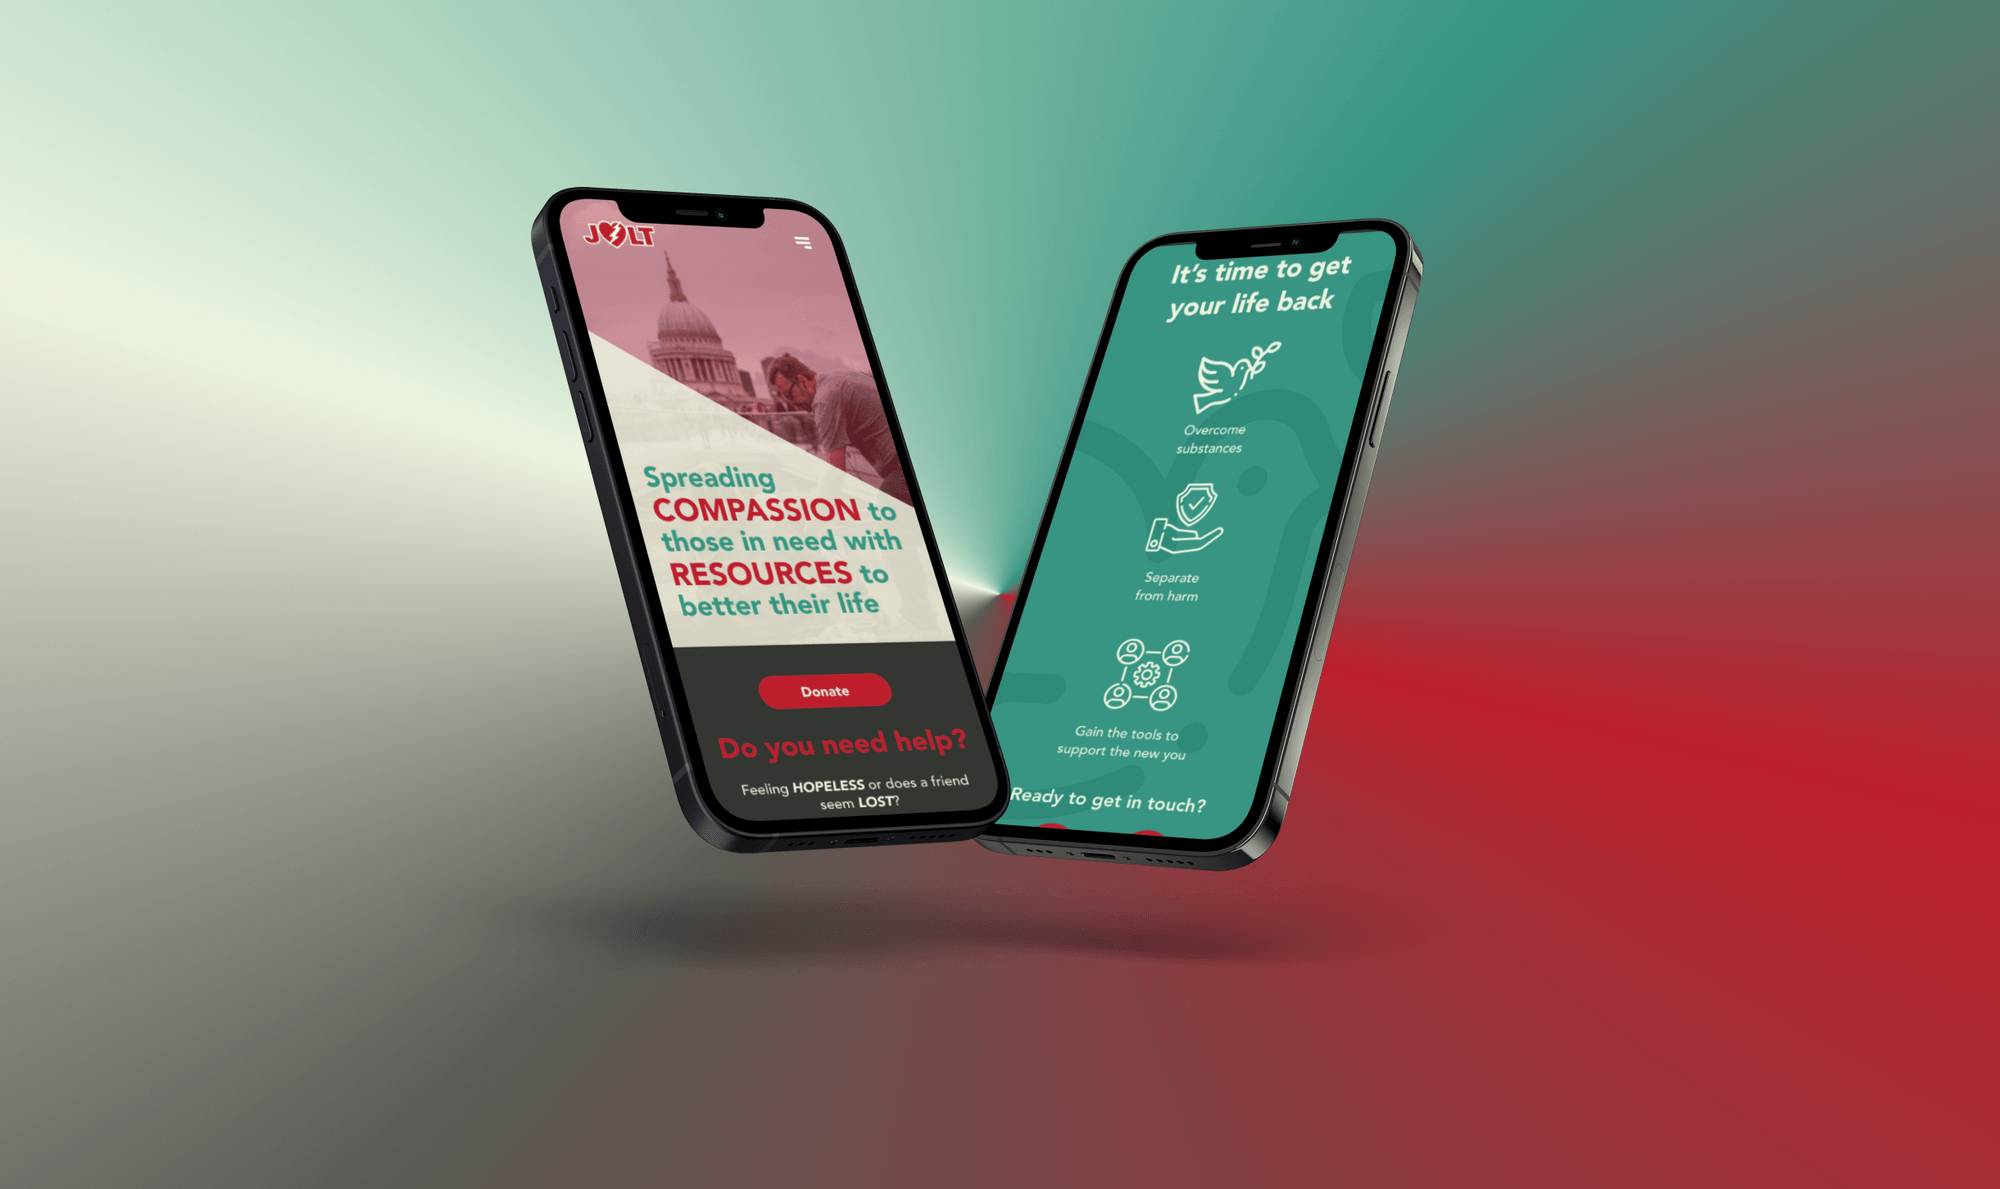 JOLT
Spreading
COMPASSION to
those in need with
RESOURCES to
better their life
Donate
Do you need help?
Feeling HOPELESS or does a friend
seem LOST?
It's time to get
your life back
Overcome
substances
Separate
from harm
Gain the tools to
support the new you
Ready to get in touch?